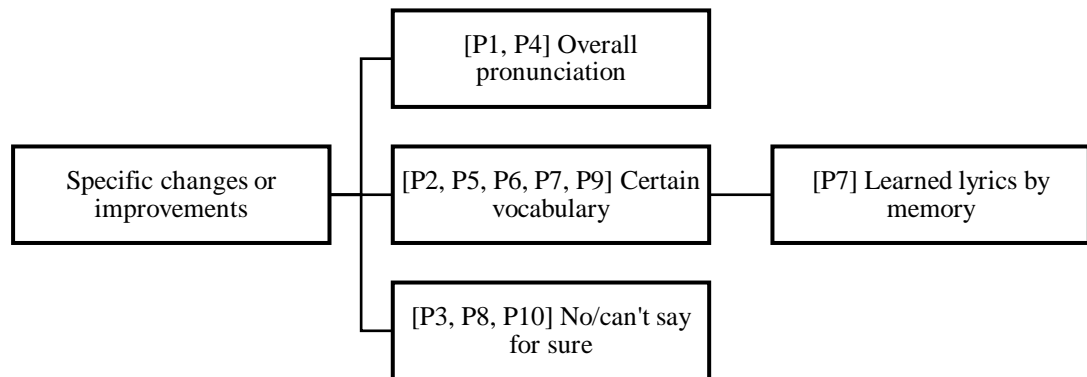 [P1, P4] Overall
pronunciation
Specific changes or
improvements
[P2, P5, P6, P7, P9] Certain
vocabulary
[P7] Learned lyrics by
memory
[P3, P8, P10] No/can't say
for sure